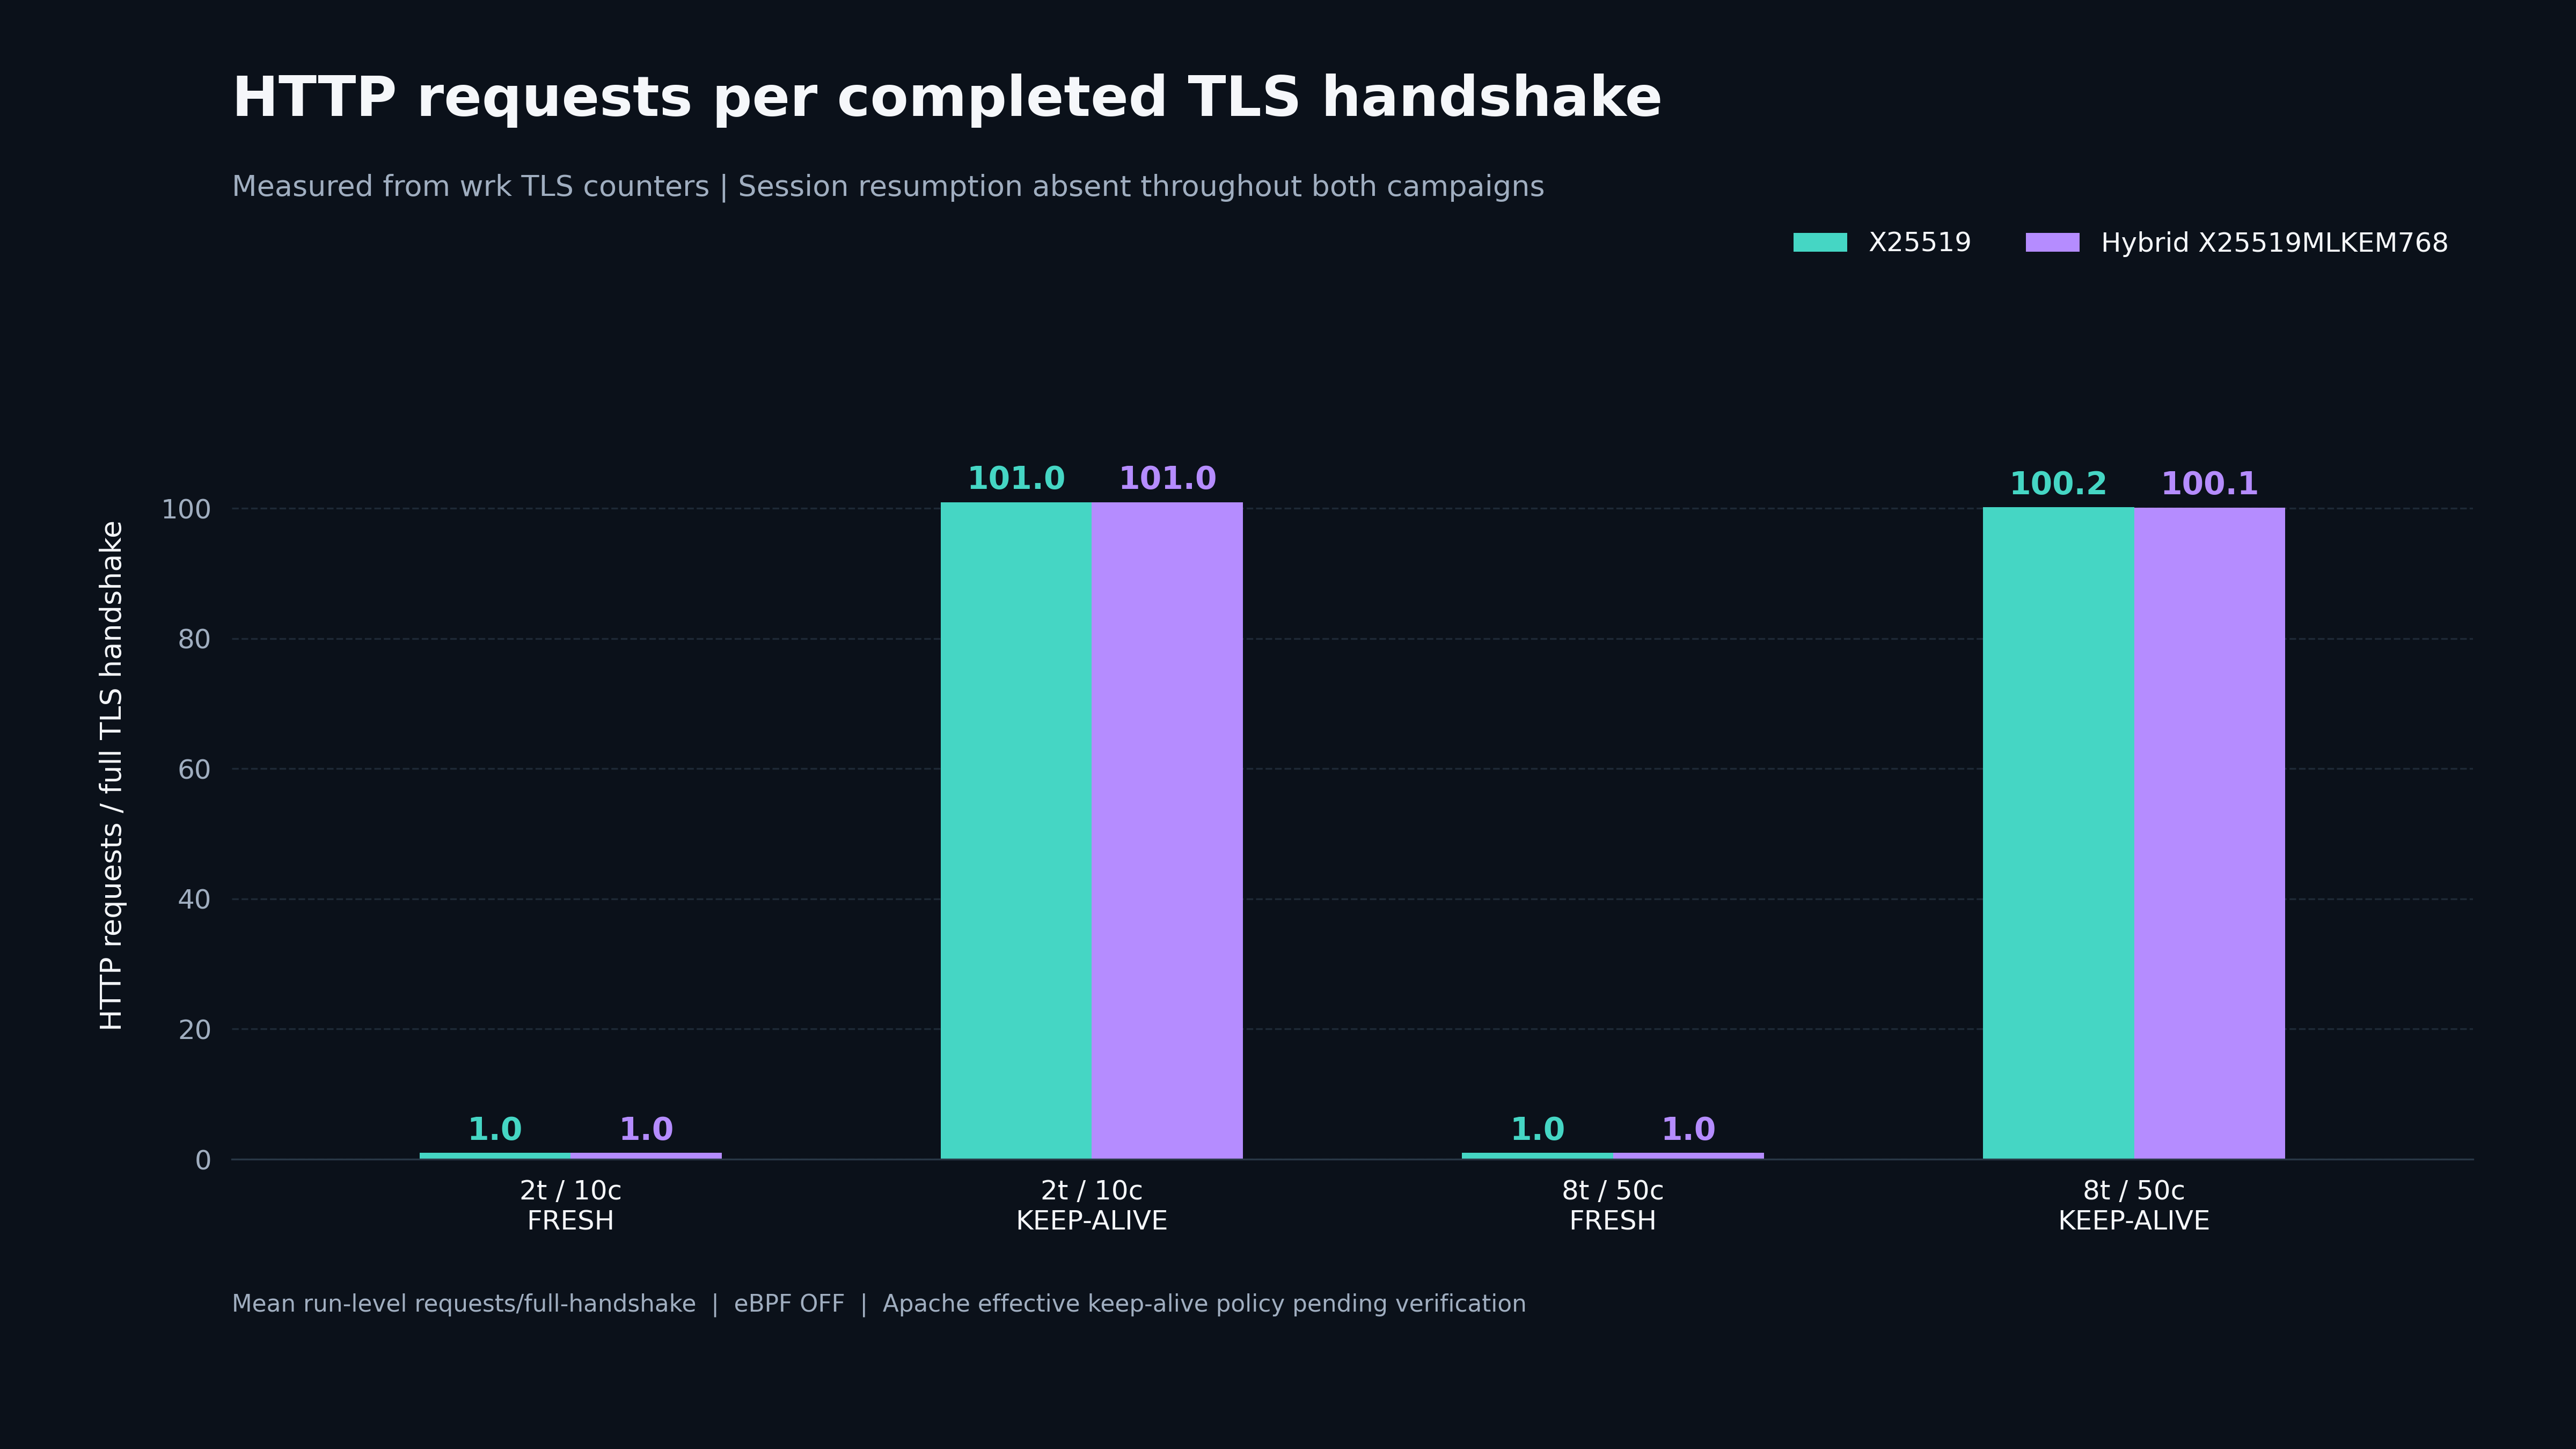 HTTP requests per completed TLS handshake
Measured from wrk TLS counters | Session resumption absent throughout both campaigns
X25519
Hybrid X25519MLKEM768
HTTP requests / full TLS handshake
100
80
60
40
20
0
1.0
1.0
101.0
101.0
1.0
1.0
100.2
100.1
2t / 10c
FRESH
2t / 10c
KEEP-ALIVE
8t / 50c
FRESH
8t / 50c
KEEP-ALIVE
Mean run-level requests/full-handshake | eBPF OFF | Apache effective keep-alive policy pending verification